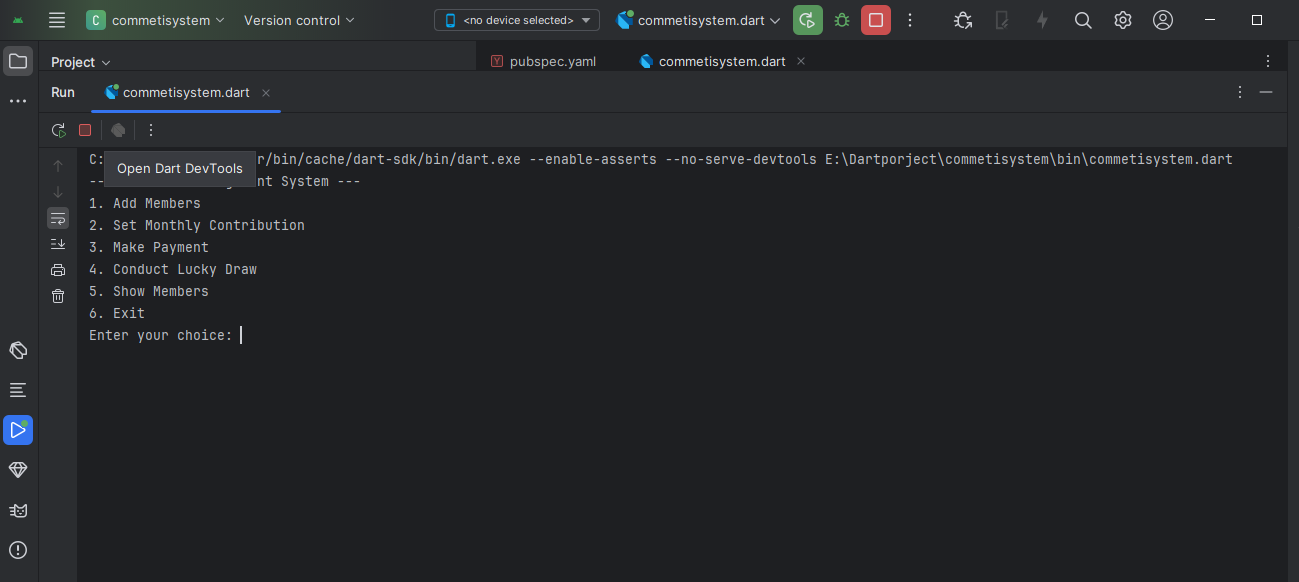 C commetisystem Version control <no device selected> commetisystem.dart
Project pubspec.yaml commetisystem.dart
Run commetisystem.dart
C: r/bin/cache/dart-sdk/bin/dart.exe --enable-asserts --no-serve-devtools E:\Dartporject\commetisystem\bin\commetisystem.dart
Open Dart DevTools
-- nt System ---
1. Add Members
2. Set Monthly Contribution
3. Make Payment
4. Conduct Lucky Draw
5. Show Members
6. Exit
Enter your choice: